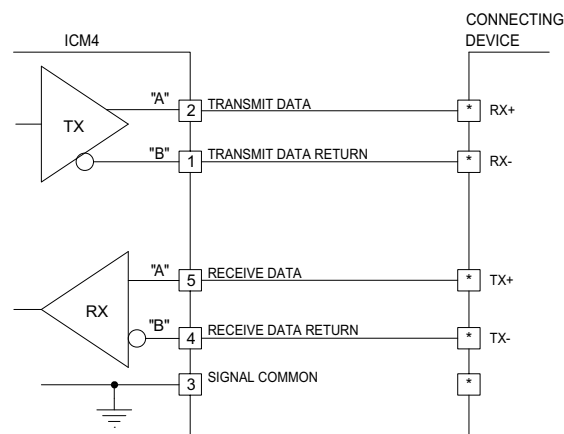 CONNECTING
ICM4 DEVICE
"A" 2 TRANSMIT DATA * RX+
TX
"B" 1 TRANSMIT DATA RETURN * RX-
"A" 5 RECEIVE DATA * TX+
RX
"B" 4 RECEIVE DATA RETURN * TX-
3 SIGNAL COMMON *